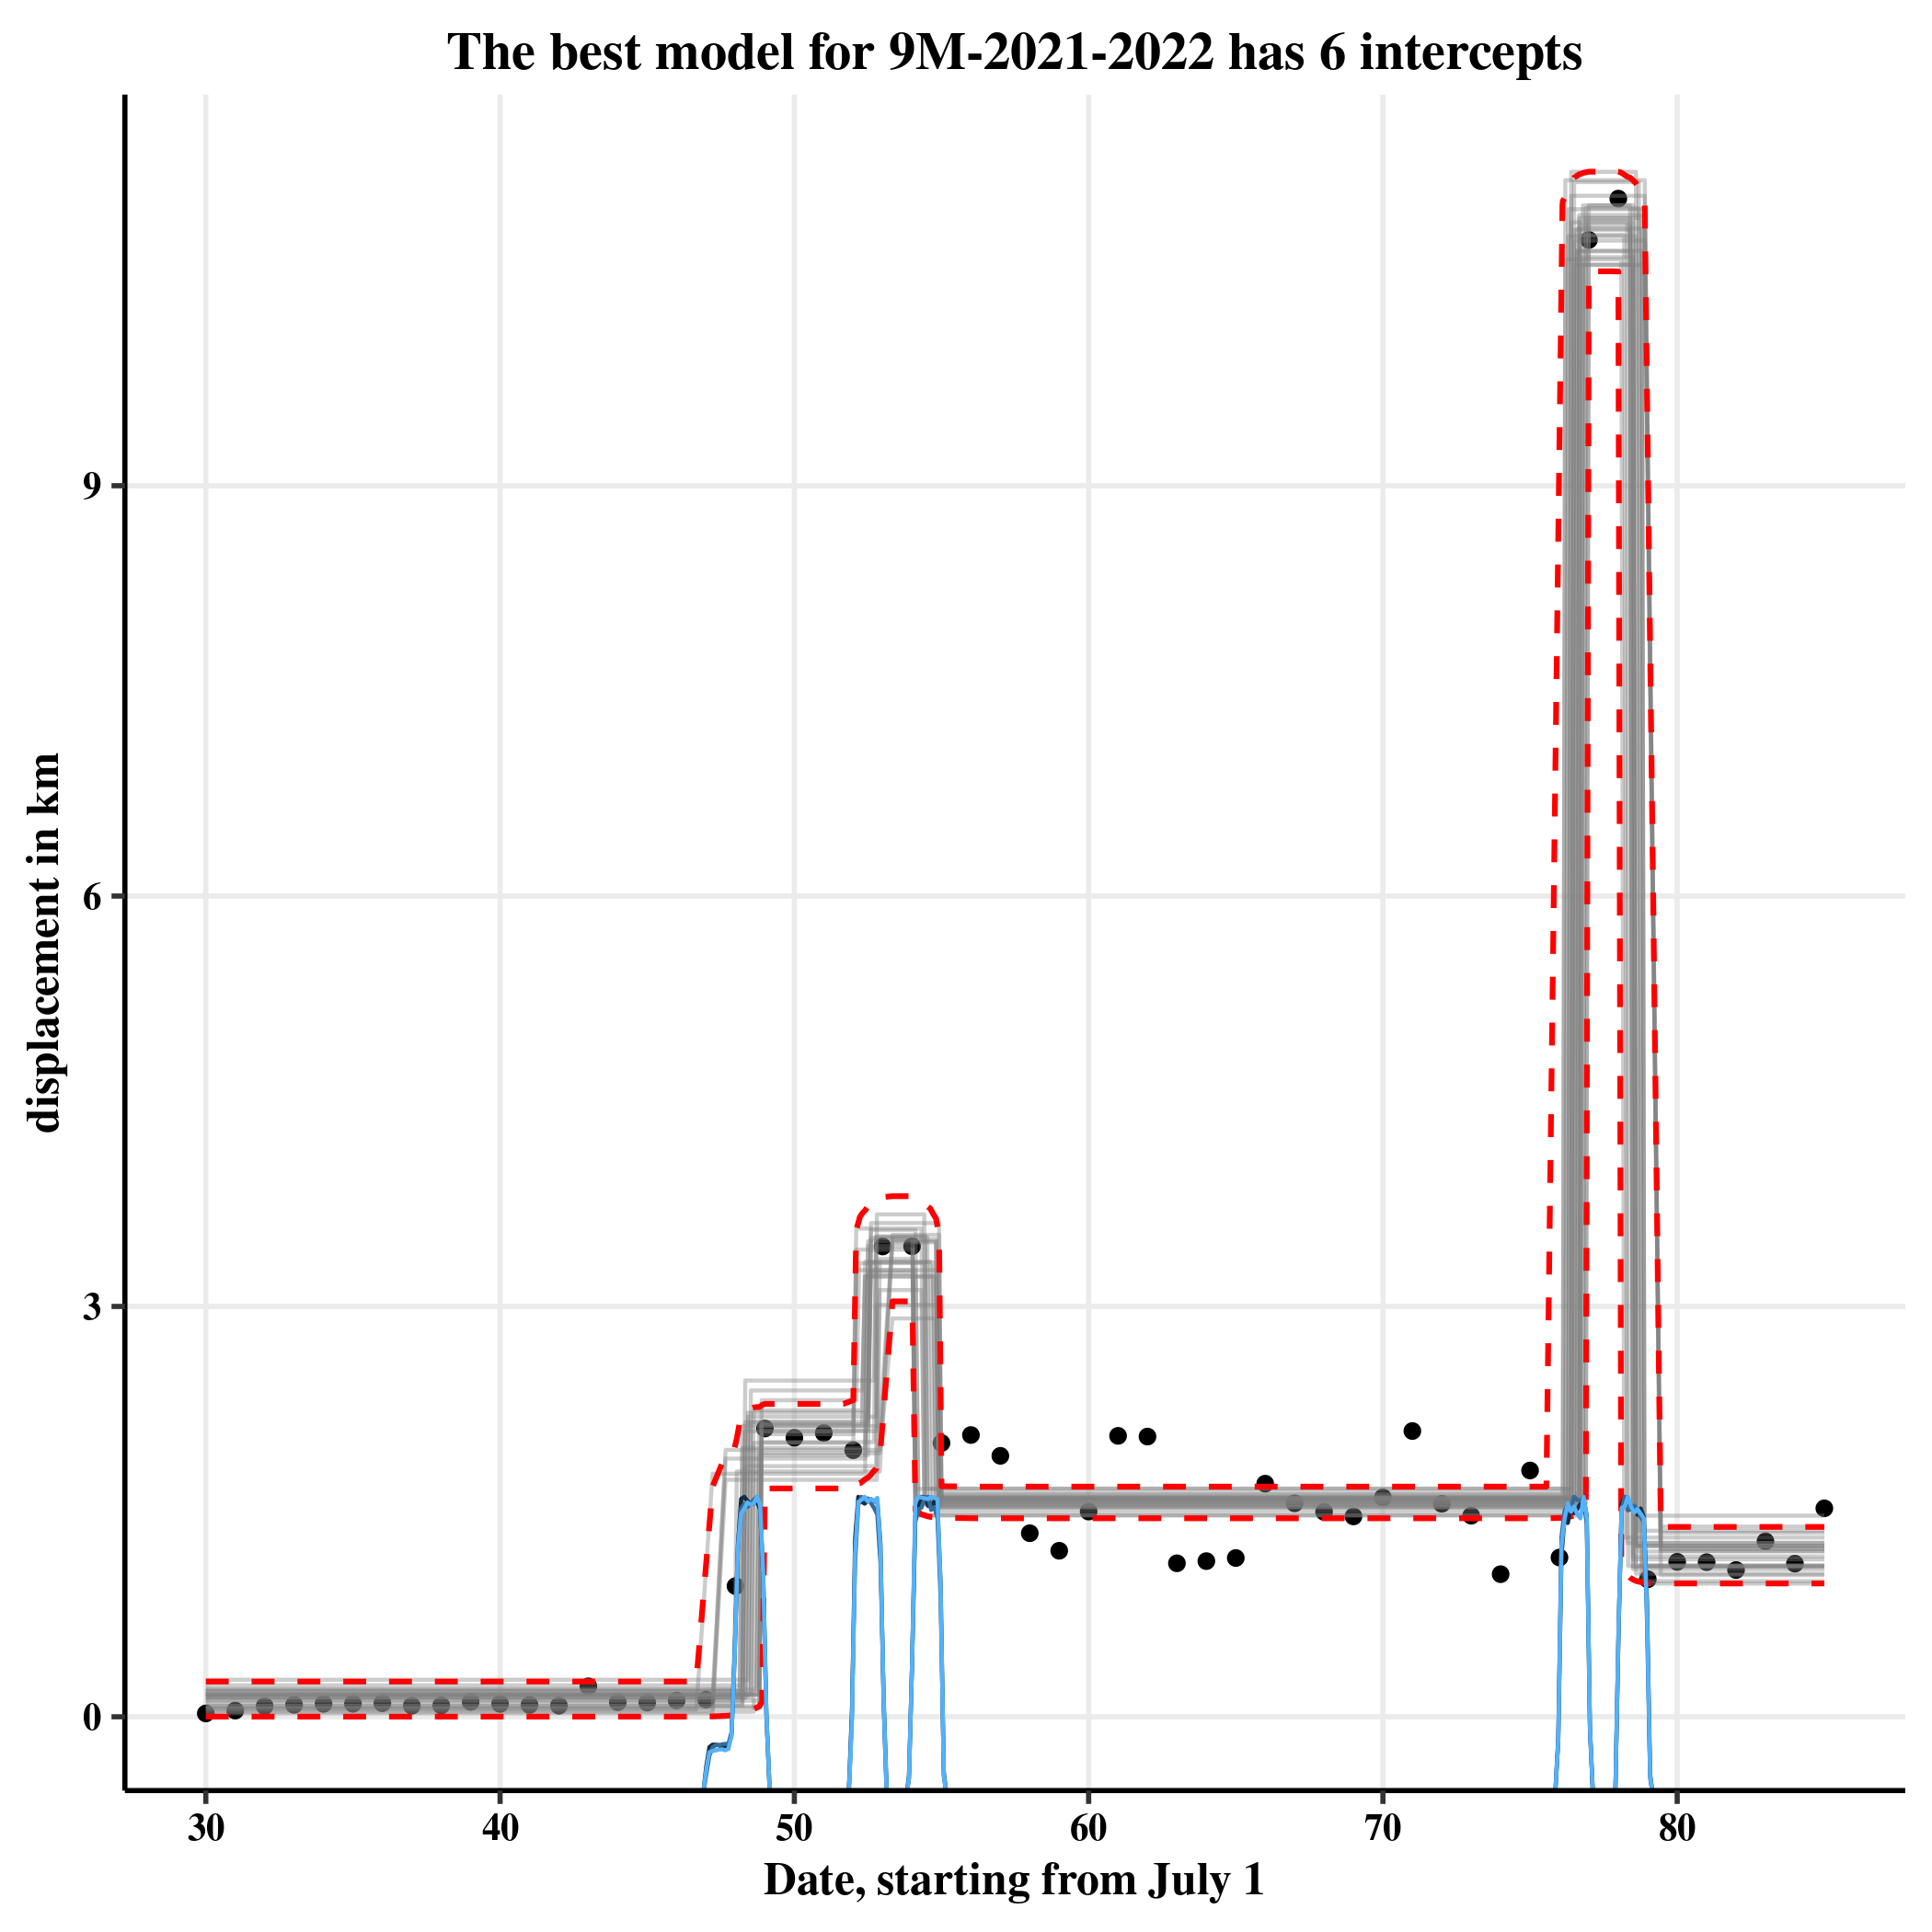 The best model for 9M-2021-2022 has 6 intercepts
displacement in km
9
6
3
0
30 40 50 60 70 80
Date, starting from July 1